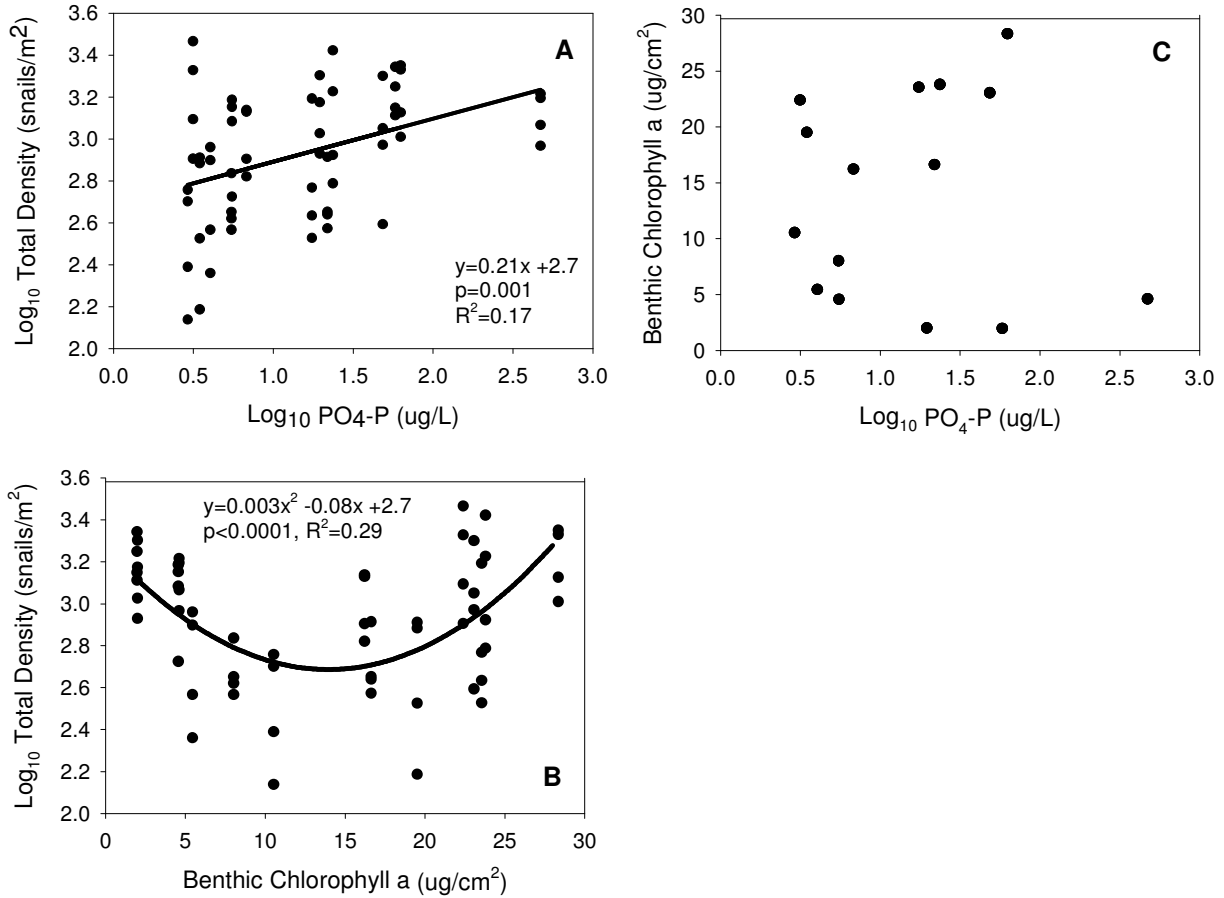 Log₁₀ Total Density (snails/m²)
3.6
3.4
3.2
3.0
2.8
2.6
2.4
2.2
2.0
A
y=0.21x +2.7
p=0.001
R²=0.17
0.0 0.5 1.0 1.5 2.0 2.5 3.0
Log₁₀ PO4-P (ug/L)
Benthic Chlorophyll a (ug/cm²)
30
25
20
15
10
5
0
C
0.0 0.5 1.0 1.5 2.0 2.5 3.0
Log₁₀ PO₄-P (ug/L)
Log₁₀ Total Density (snails/m²)
3.6
3.4
3.2
3.0
2.8
2.6
2.4
2.2
2.0
y=0.003x² -0.08x +2.7
p<0.0001, R²=0.29
B
0 5 10 15 20 25 30
Benthic Chlorophyll a (ug/cm²)